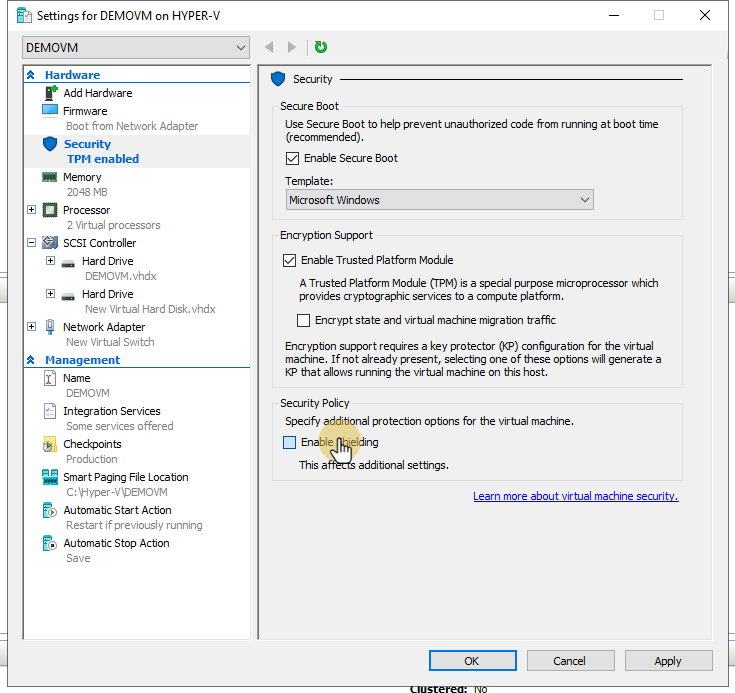 Settings for DEMOVM on HYPER-V
DEMOVM
Hardware
Add Hardware
Firmware
Boot from Network Adapter
Security
TPM enabled
Memory
2048 MB
Processor
2 Virtual processors
SCSI Controller
Hard Drive
DEMOVM.vhdx
Hard Drive
New Virtual Hard Disk.vhdx
Network Adapter
New Virtual Switch
Management
Name
DEMOVM
Integration Services
Some services offered
Checkpoints
Production
Smart Paging File Location
C:\Hyper-V\DEMOVM
Automatic Start Action
Restart if previously running
Automatic Stop Action
Save
Security
Secure Boot
Use Secure Boot to help prevent unauthorized code from running at boot time
(recommended).
Enable Secure Boot
Template:
Microsoft Windows
Encryption Support
Enable Trusted Platform Module
A Trusted Platform Module (TPM) is a special purpose microprocessor which
provides cryptographic services to a compute platform.
Encrypt state and virtual machine migration traffic
Encryption support requires a key protector (KP) configuration for the virtual
machine. If not already present, selecting one of these options will generate a
KP that allows running the virtual machine on this host.
Security Policy
Specify additional protection options for the virtual machine.
Enable Shielding
This affects additional settings.
Learn more about virtual machine security.
OK
Cancel
Apply
Clustered: No